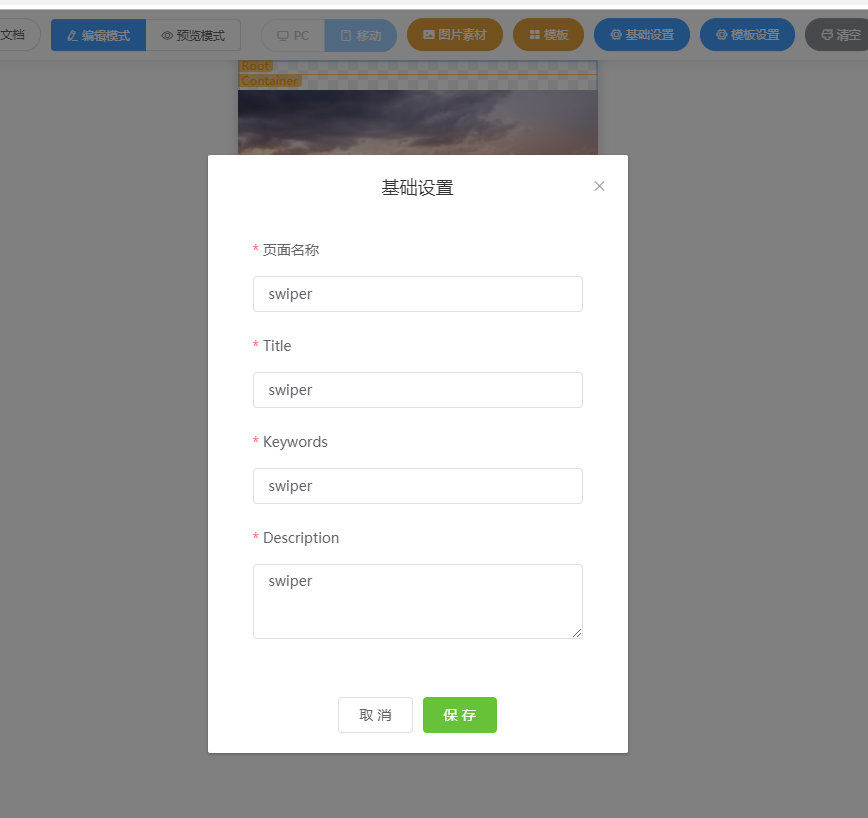 文档 编辑模式 预览模式 PC 移动 图片素材 模板 基础设置 模板设置 清空
Root
Container
基础设置
* 页面名称
swiper
* Title
swiper
* Keywords
swiper
* Description
swiper
取 消 保 存